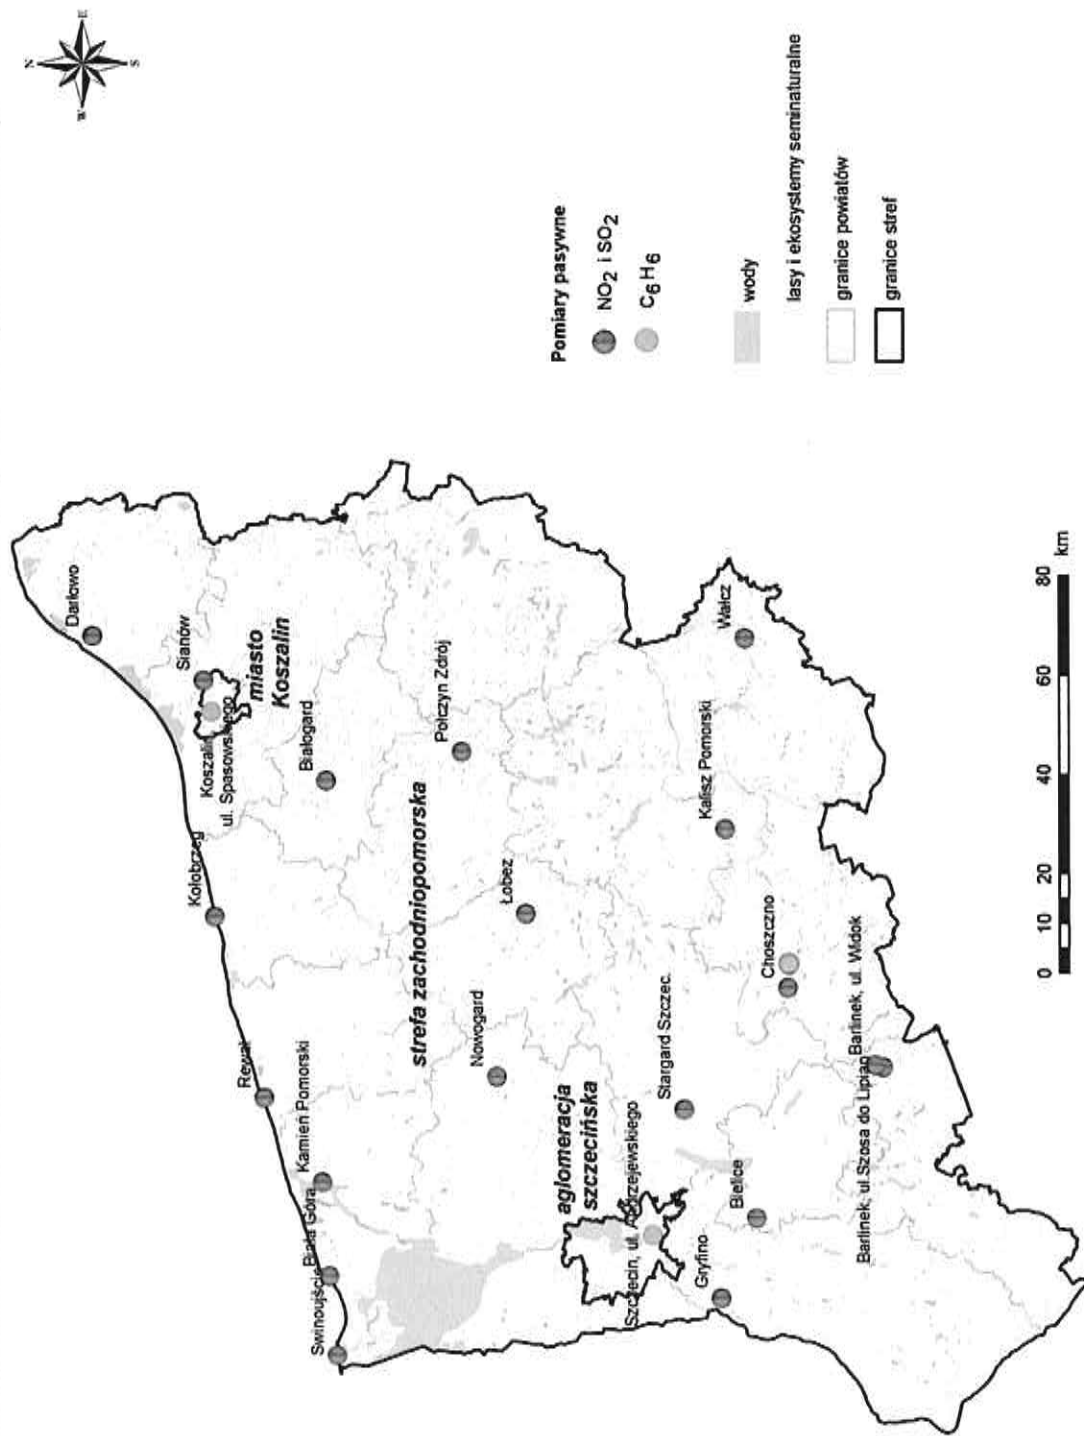 N
W
E
S
Darłowo
Sianów
miasto
Koszalin
Koszalin
ul. Spasowskiego
Kołobrzeg
Białogard
Rewal
Połczyn Zdrój
Kamień Pomorski
Biała Góra
Świnoujście
strefa zachodniopomorska
Łobez
Nowogard
Wałcz
Kalisz Pomorski
aglomeracja
szczecińska
Stargard Szczec.
Szczecin, ul. Andrzejewskiego
Choszczno
Gryfino
Bielice
Barlinek, ul. Widok
Barlinek, ul.Szosa do Lipian
Pomiary pasywne
NO2 i SO2
C6H6
wody
lasy i ekosystemy seminaturalne
granice powiatów
granice stref
0 10 20 40 60 80
km